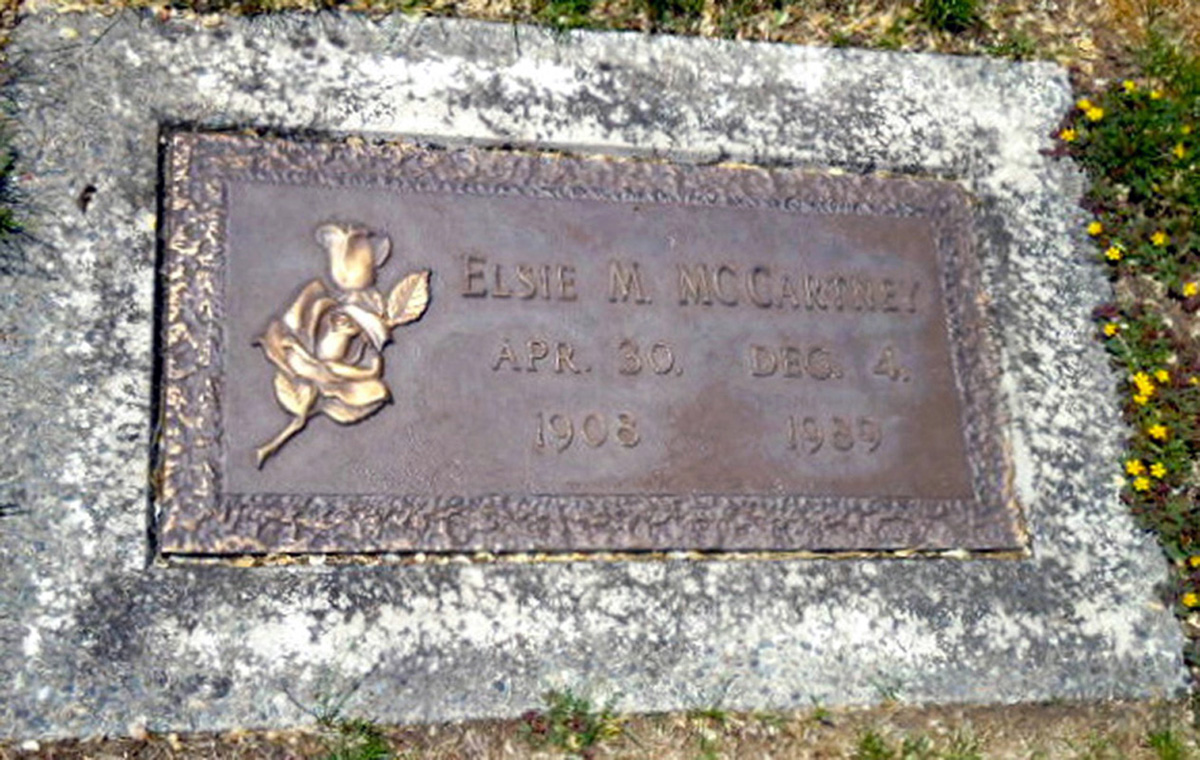 ELSIE M. MCCARTNEY
APR. 30, DEC. 4,
1908 1989